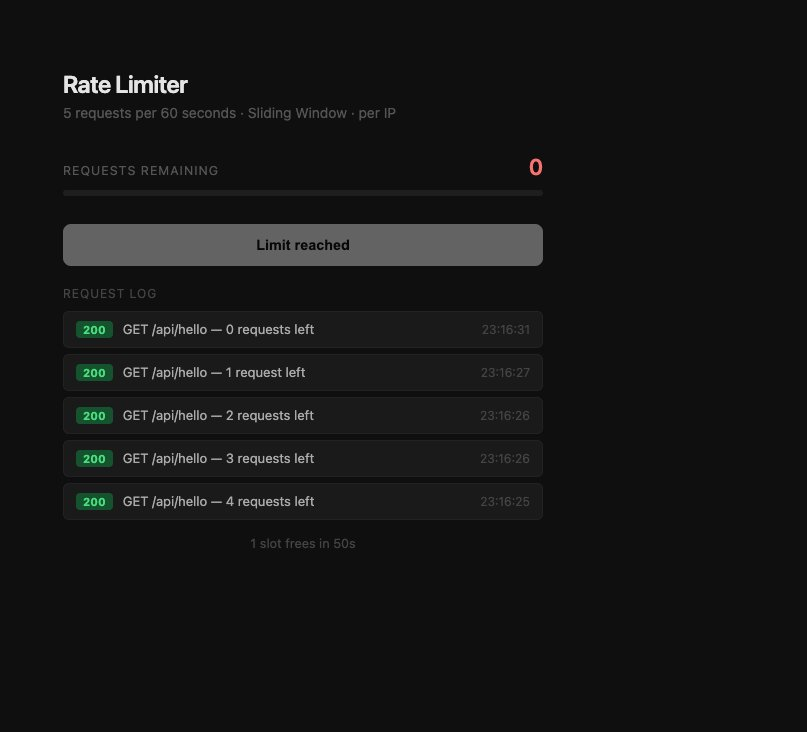 Rate Limiter
5 requests per 60 seconds · Sliding Window · per IP
REQUESTS REMAINING 0
Limit reached
REQUEST LOG
200 GET /api/hello — 0 requests left 23:16:31
200 GET /api/hello — 1 request left 23:16:27
200 GET /api/hello — 2 requests left 23:16:26
200 GET /api/hello — 3 requests left 23:16:26
200 GET /api/hello — 4 requests left 23:16:25
1 slot frees in 50s